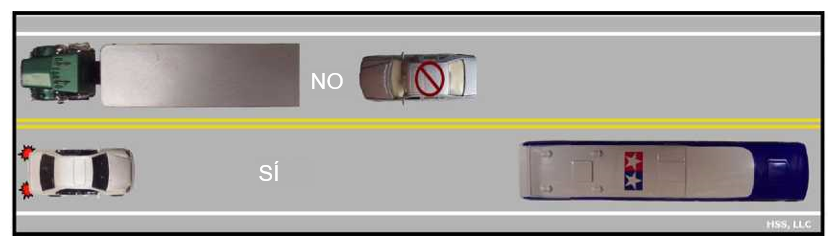 NO
SÍ
HSS, LLC